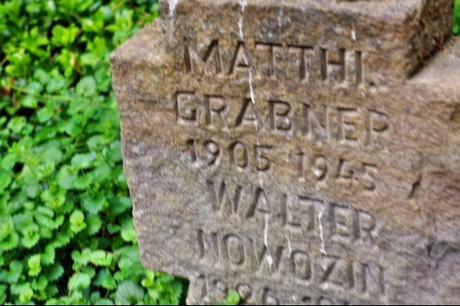 MATTHI.
GRABNER
1905 1945
WALTER
NOWOZIN